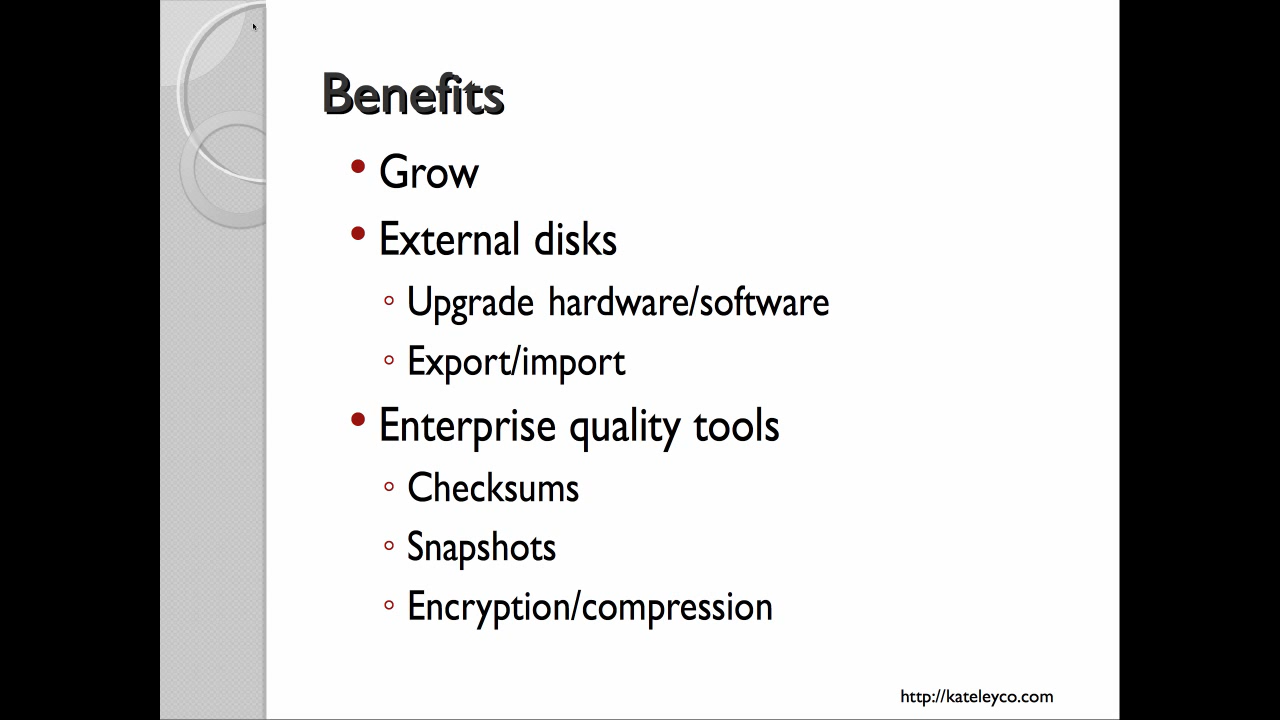 Benefits
Grow
External disks
Upgrade hardware/software
Export/import
Enterprise quality tools
Checksums
Snapshots
Encryption/compression
http://kateleyco.com